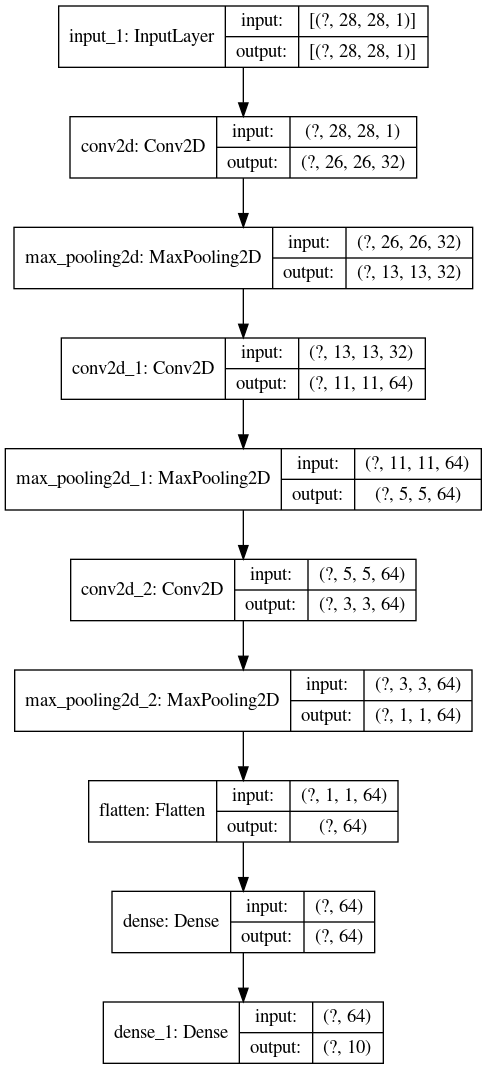 input_1: InputLayer
input: [(?, 28, 28, 1)]
output: [(?, 28, 28, 1)]
conv2d: Conv2D
input: (?, 28, 28, 1)
output: (?, 26, 26, 32)
max_pooling2d: MaxPooling2D
input: (?, 26, 26, 32)
output: (?, 13, 13, 32)
conv2d_1: Conv2D
input: (?, 13, 13, 32)
output: (?, 11, 11, 64)
max_pooling2d_1: MaxPooling2D
input: (?, 11, 11, 64)
output: (?, 5, 5, 64)
conv2d_2: Conv2D
input: (?, 5, 5, 64)
output: (?, 3, 3, 64)
max_pooling2d_2: MaxPooling2D
input: (?, 3, 3, 64)
output: (?, 1, 1, 64)
flatten: Flatten
input: (?, 1, 1, 64)
output: (?, 64)
dense: Dense
input: (?, 64)
output: (?, 64)
dense_1: Dense
input: (?, 64)
output: (?, 10)